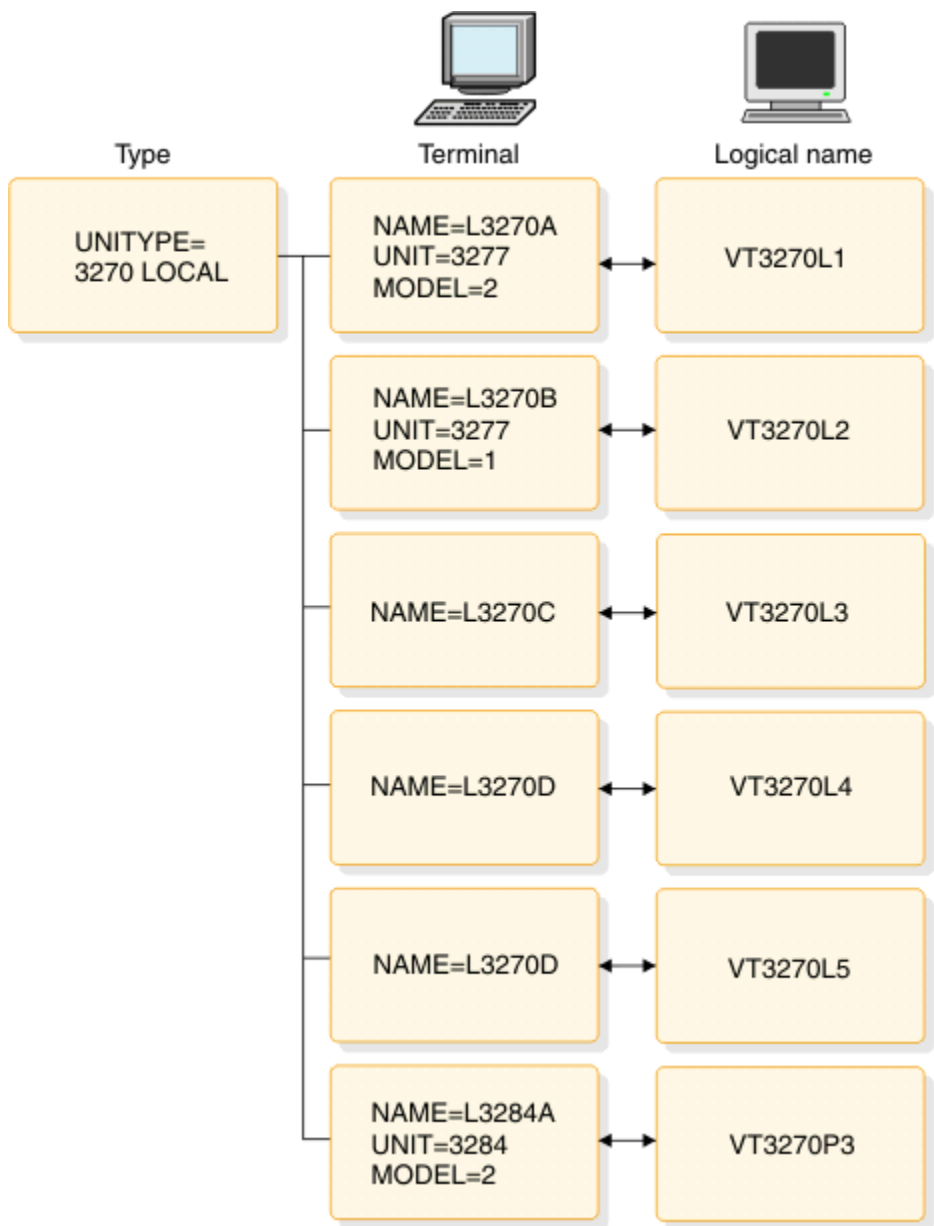 Type
Terminal
Logical name
UNITYPE=
3270 LOCAL
NAME=L3270A
UNIT=3277
MODEL=2
VT3270L1
NAME=L3270B
UNIT=3277
MODEL=1
VT3270L2
NAME=L3270C
VT3270L3
NAME=L3270D
VT3270L4
NAME=L3270D
VT3270L5
NAME=L3284A
UNIT=3284
MODEL=2
VT3270P3